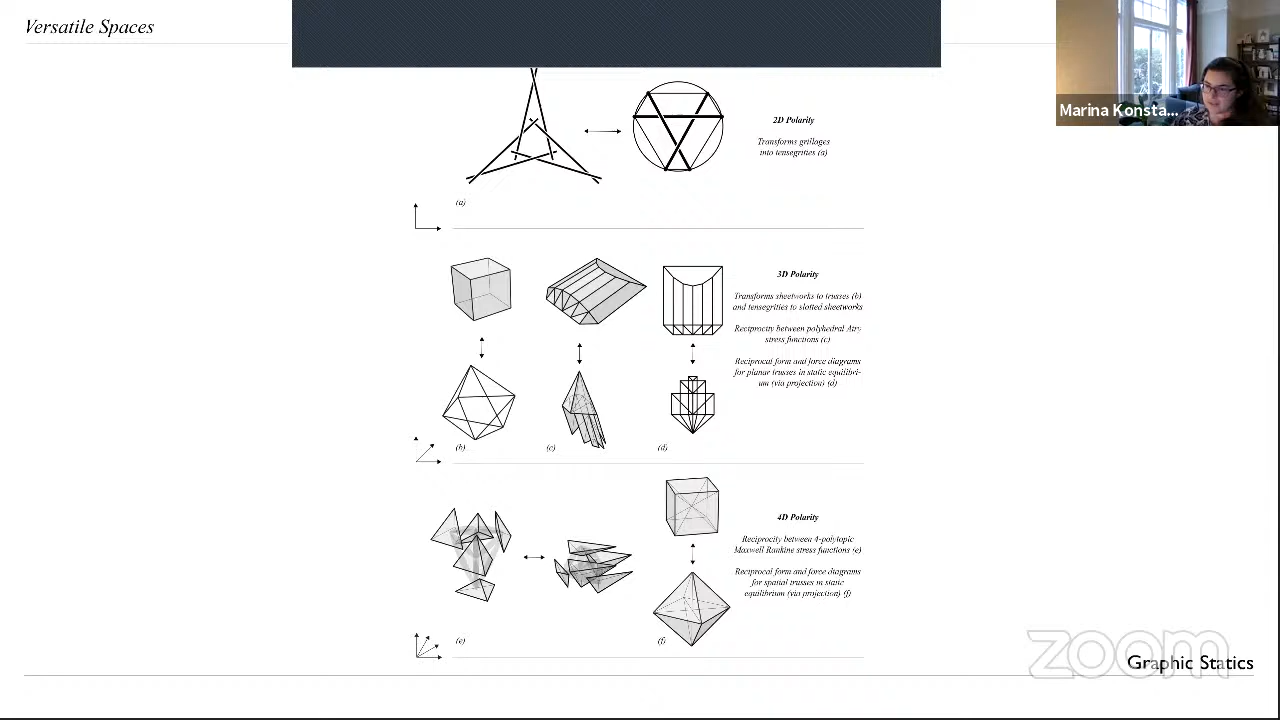 Versatile Spaces
Marina Konsta...
2D Polarity
Transforms grillages
into tensegrities (a)
(a)
3D Polarity
Transforms sheetworks to trusses (b)
and tensegrities to slotted sheetworks
Reciprocity between polyhedral Airy
stress functions (c)
Reciprocal form and force diagrams
for planar trusses in static equilibri-
um (via projection) (d)
(b)
(c)
(d)
4D Polarity
Reciprocity between 4-polytopic
Maxwell Rankine stress functions (e)
Reciprocal form and force diagrams
for spatial trusses in static
equilibrium (via projection) (f)
(e)
(f)
zoom
Graphic Statics